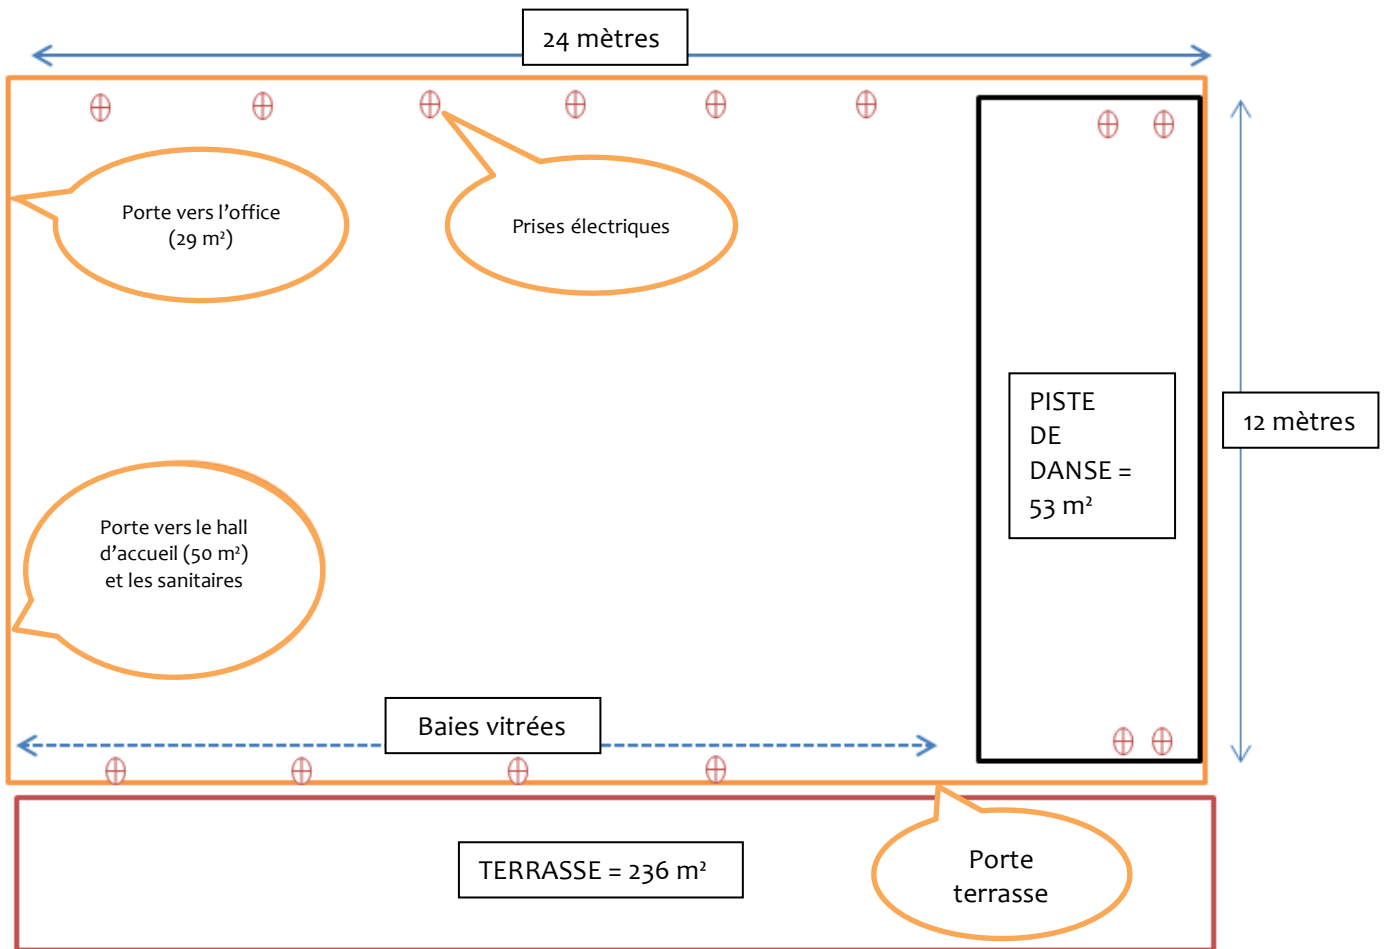 24 mètres
Porte vers l’office
(29 m²)
Prises électriques
PISTE
DE
DANSE =
53 m²
12 mètres
Porte vers le hall
d’accueil (50 m²)
et les sanitaires
Baies vitrées
TERRASSE = 236 m²
Porte
terrasse